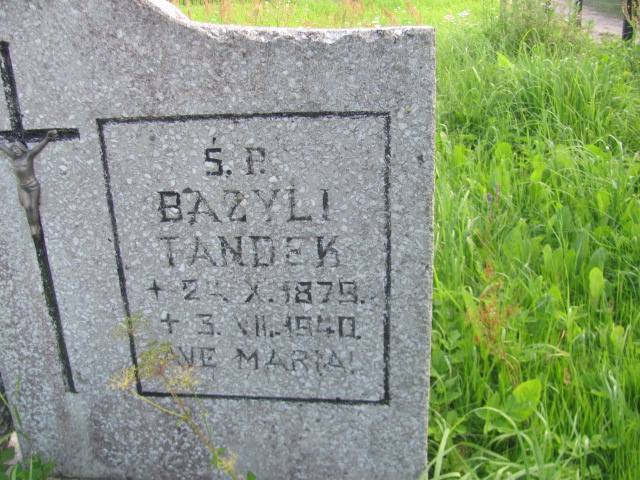 Ś. P.
BAZYLI
TANDEK
+ 24. X. 1879.
+ 3. VII. 1940.
AVE MARIA!